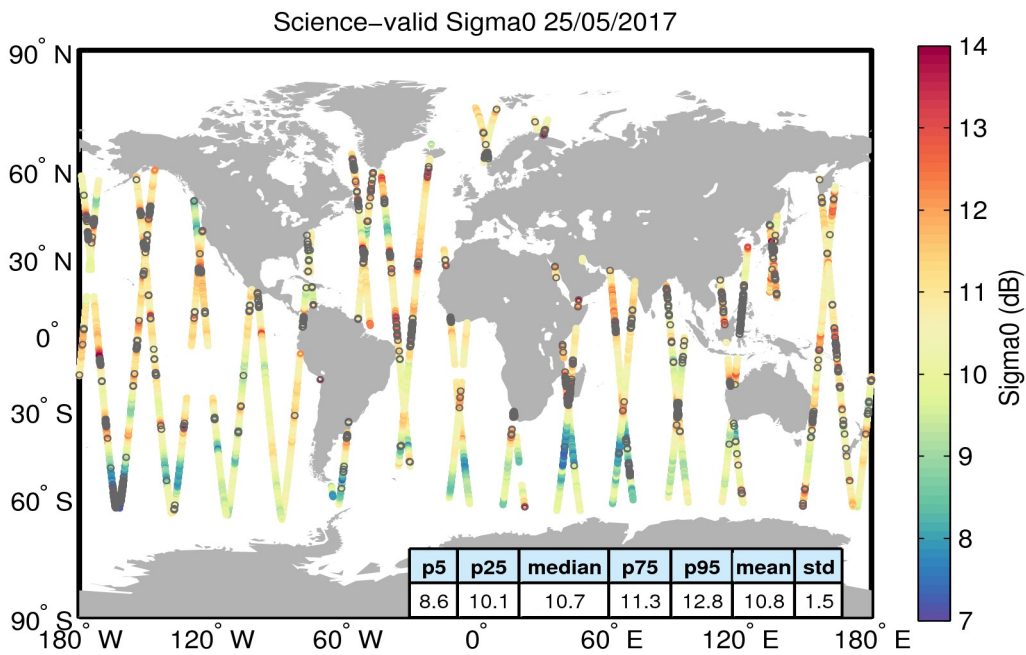 Science−valid Sigma0 25/05/2017
90° N
60° N
30° N
0°
30° S
60° S
90° S
180° W
120° W
60° W
0°
60° E
120° E
180° E
p5 p25 median p75 p95 mean std
8.6 10.1 10.7 11.3 12.8 10.8 1.5
14
13
12
11
10
9
8
7
Sigma0 (dB)